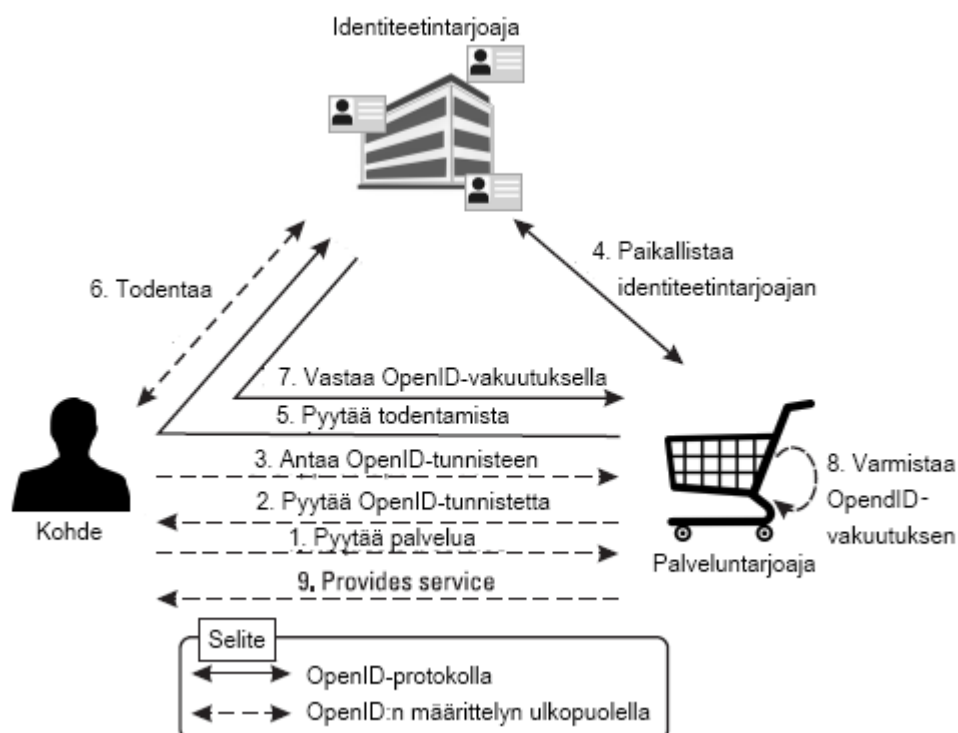 Identiteetintarjoaja
4. Paikallistaa
identiteetintarjoajan
6. Todentaa
7. Vastaa OpenID-vakuutuksella
5. Pyytää todentamista
3. Antaa OpenID-tunnisteen
2. Pyytää OpenID-tunnistetta
1. Pyytää palvelua
9. Provides service
Kohde
8. Varmistaa
OpendID-
vakuutuksen
Palveluntarjoaja
Selite
OpenID-protokolla
OpenID:n määrittelyn ulkopuolella